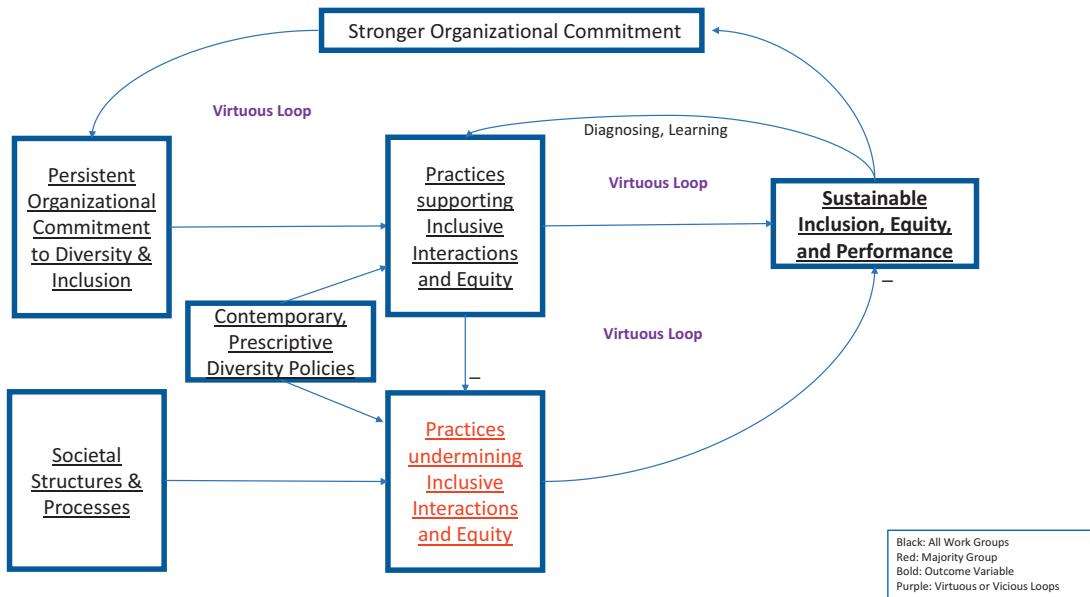 Stronger Organizational Commitment
Virtuous Loop
Diagnosing, Learning
Persistent
Organizational
Commitment
to Diversity &
Inclusion
Practices
supporting
Inclusive
Interactions
and Equity
Virtuous Loop
Sustainable
Inclusion, Equity,
and Performance
–
Contemporary,
Prescriptive
Diversity Policies
Virtuous Loop
–
Societal
Structures &
Processes
Practices
undermining
Inclusive
Interactions
and Equity
Black: All Work Groups
Red: Majority Group
Bold: Outcome Variable
Purple: Virtuous or Vicious Loops